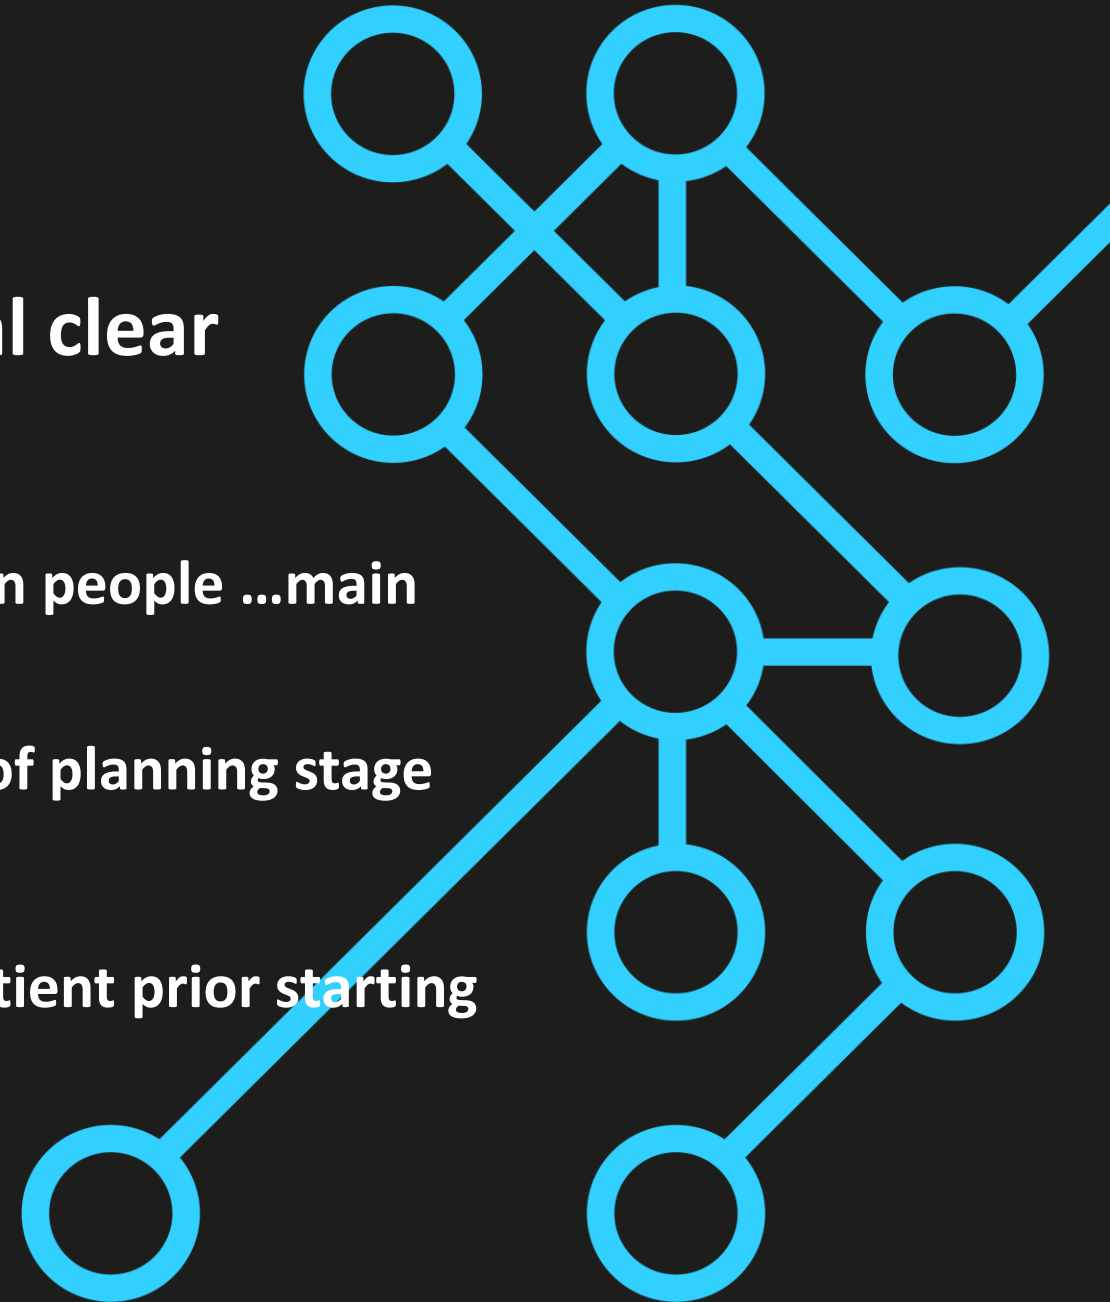 l clear
n people ...main
of planning stage
tient prior starting